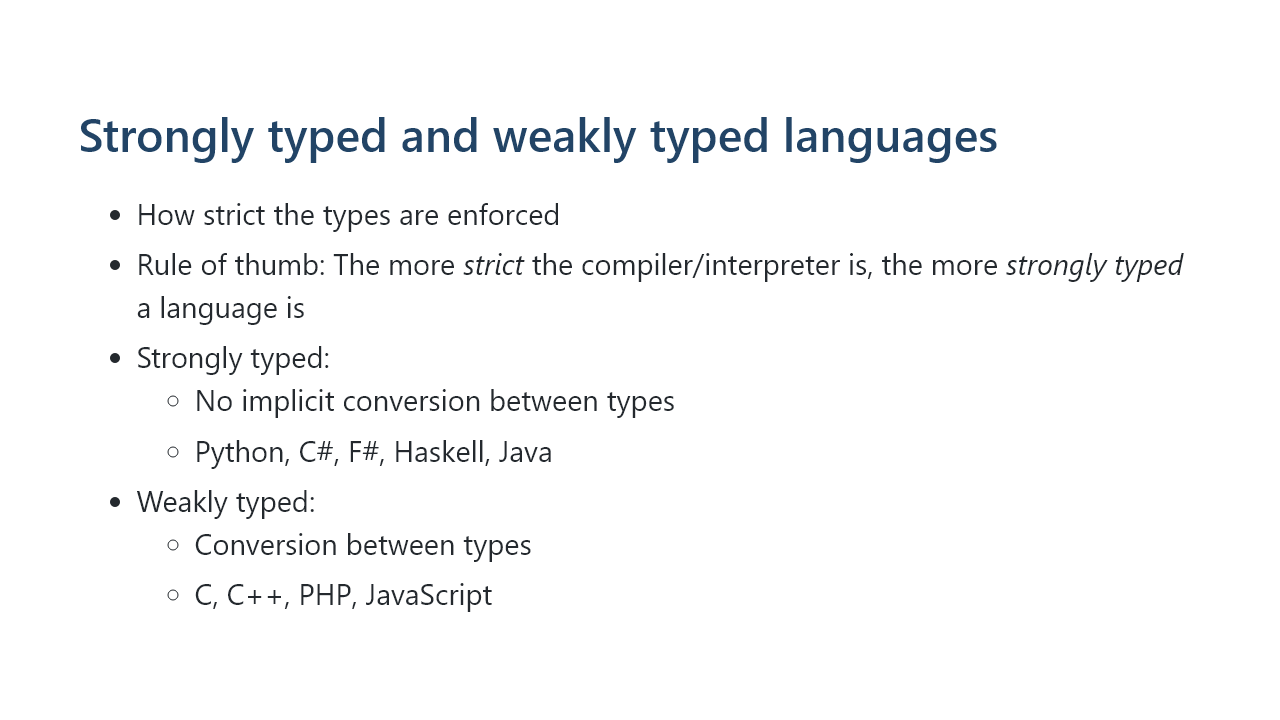 Strongly typed and weakly typed languages
• How strict the types are enforced
• Rule of thumb: The more strict the compiler/interpreter is, the more strongly typed
a language is
• Strongly typed:
○ No implicit conversion between types
○ Python, C#, F#, Haskell, Java
• Weakly typed:
○ Conversion between types
○ C, C++, PHP, JavaScript